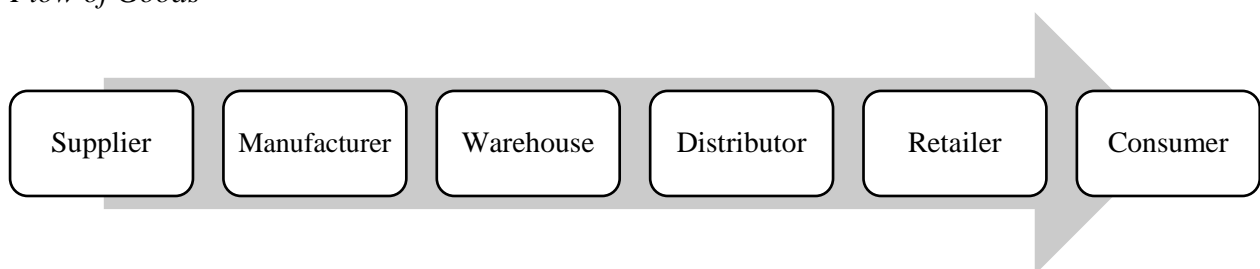 Flow of Goods
Supplier Manufacturer Warehouse Distributor Retailer Consumer